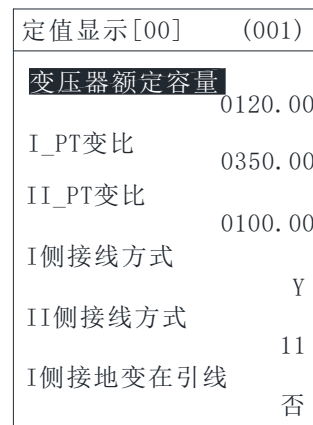 定值显示[00] (001)
变压器额定容量
0120.00
I_PT变比
0350.00
II_PT变比
0100.00
I侧接线方式
Y
II侧接线方式
11
I侧接地变在引线
否